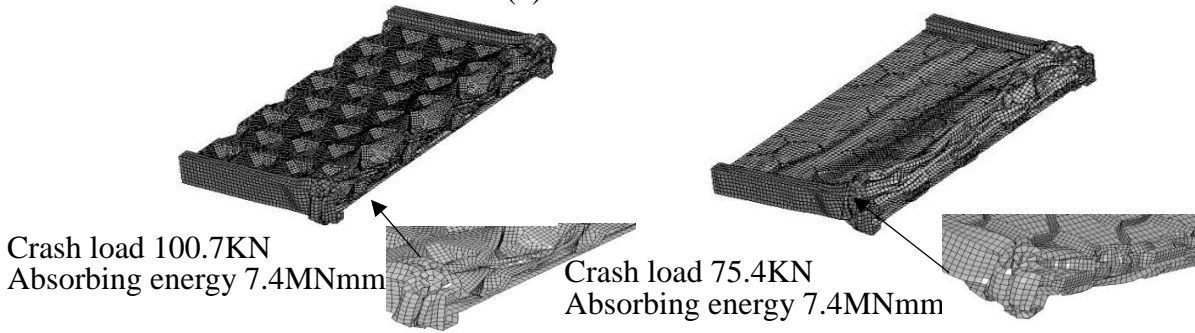 Crash load 100.7KN
Absorbing energy 7.4MNmm
Crash load 75.4KN
Absorbing energy 7.4MNmm